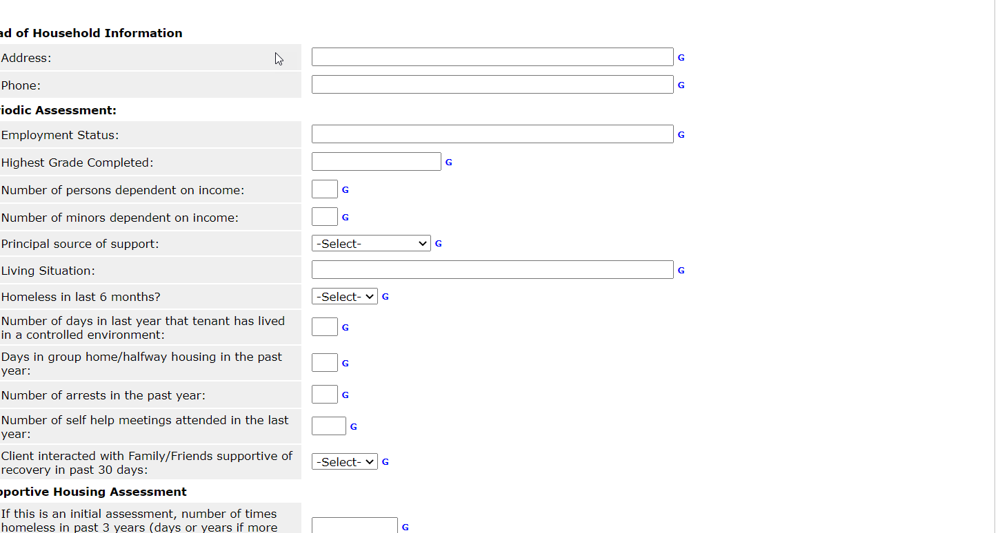 ad of Household Information
Address: G
Phone: G
iodic Assessment:
Employment Status: G
Highest Grade Completed: G
Number of persons dependent on income: G
Number of minors dependent on income: G
Principal source of support: -Select- G
Living Situation: G
Homeless in last 6 months? -Select- G
Number of days in last year that tenant has lived
in a controlled environment: G
Days in group home/halfway housing in the past
year: G
Number of arrests in the past year: G
Number of self help meetings attended in the last
year: G
Client interacted with Family/Friends supportive of
recovery in past 30 days: -Select- G
pportive Housing Assessment
If this is an initial assessment, number of times
homeless in past 3 years (days or years if more G